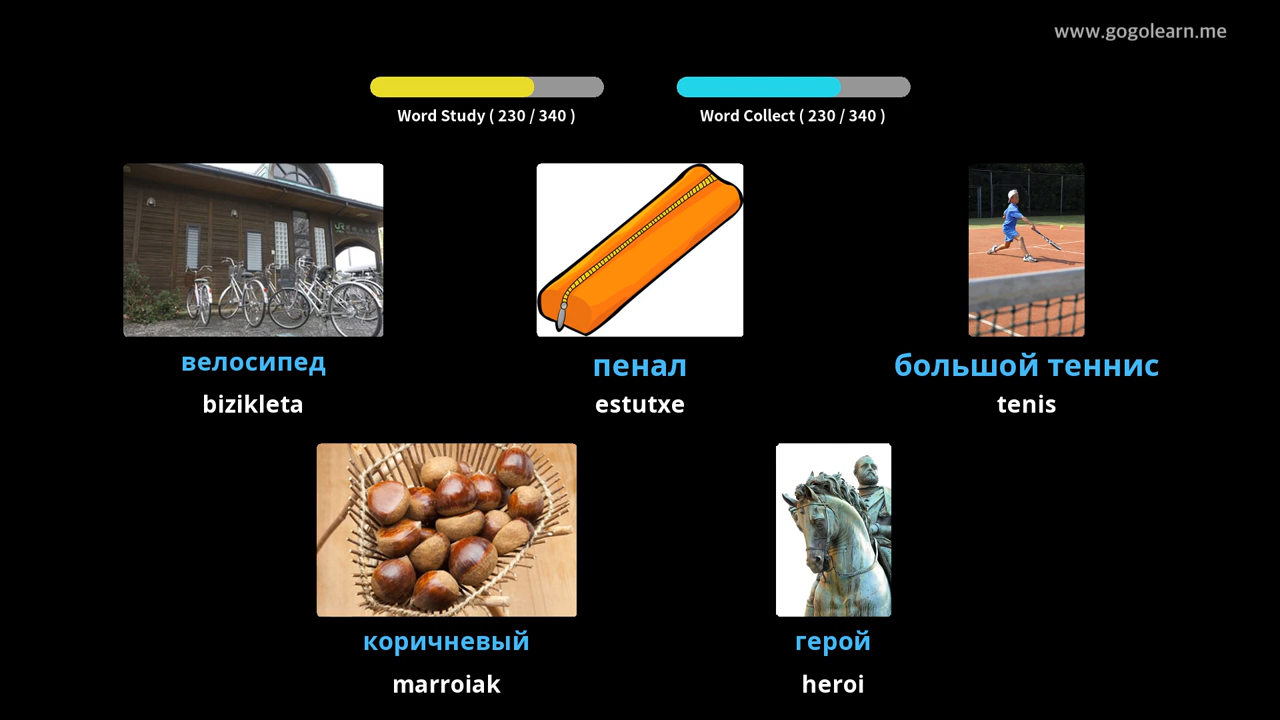 www.gogolearn.me
Word Study ( 230 / 340 )
Word Collect ( 230 / 340 )
JR
велосипед
пенал
большой теннис
bizikleta
estutxe
tenis
коричневый
герой
marroiak
heroi